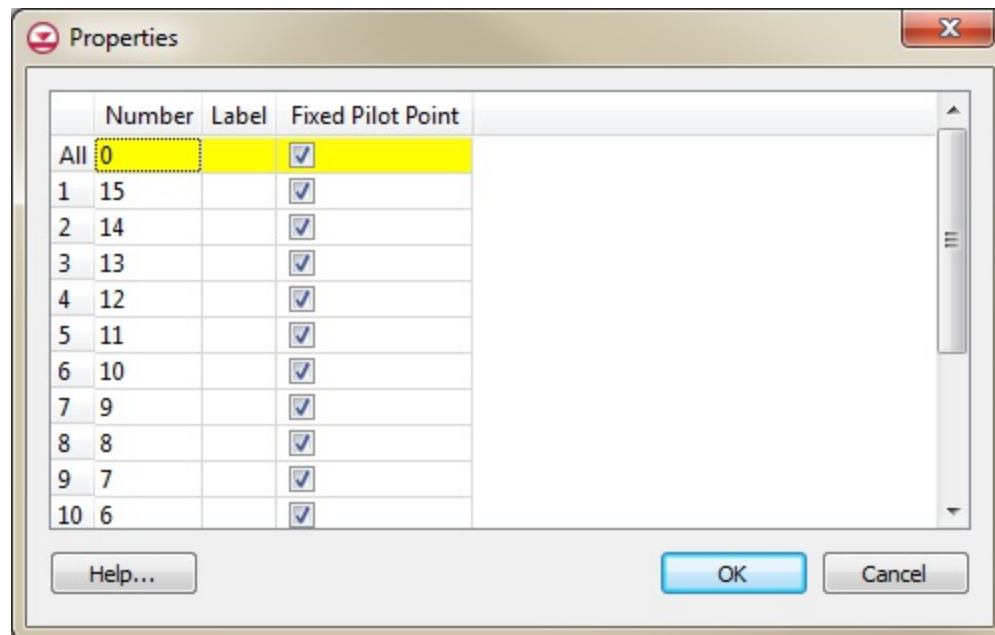 Properties
Number Label Fixed Pilot Point
All 0
1 15
2 14
3 13
4 12
5 11
6 10
7 9
8 8
9 7
10 6
Help... OK Cancel